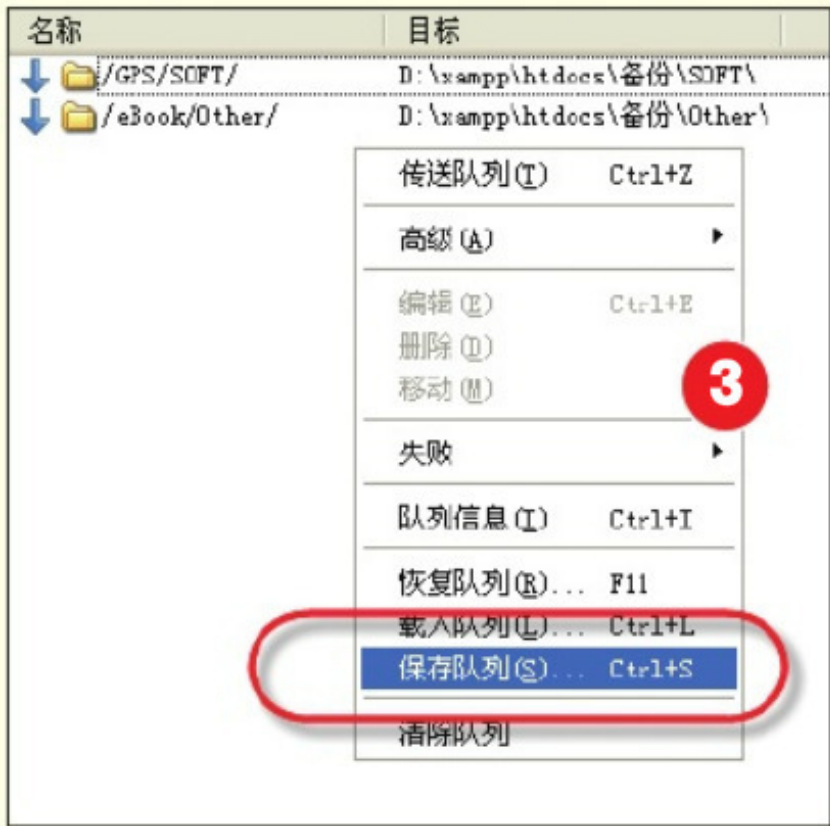 名称 目标
/GPS/SOFT/ D:\xampp\htdocs\备份\SOFT\
/eBook/Other/ D:\xampp\htdocs\备份\Other\
传送队列(T) Ctrl+Z
高级(A)
编辑(E) Ctrl+E
删除(D)
移动(M)
3
失败
队列信息(I) Ctrl+I
恢复队列(R)... F11
载入队列(L)... Ctrl+L
保存队列(S)... Ctrl+S
清除队列